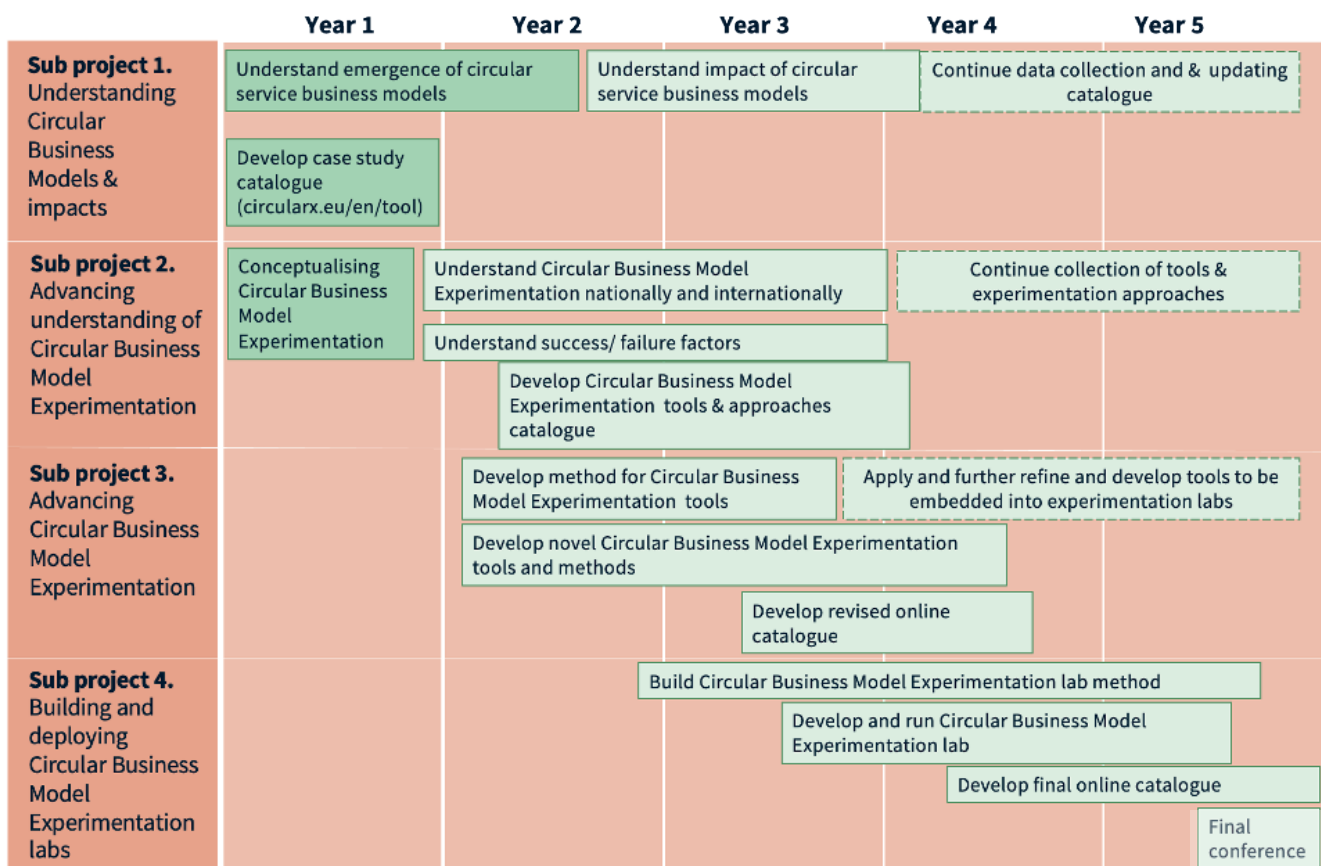 Year 1 Year 2 Year 3 Year 4 Year 5
Sub project 1.
Understanding
Circular
Business
Models &
impacts
Understand emergence of circular
service business models
Understand impact of circular
service business models
Continue data collection and & updating
catalogue
Develop case study
catalogue
(circularx.eu/en/tool)
Sub project 2.
Advancing
understanding of
Circular Business
Model
Experimentation
Conceptualising
Circular Business
Model
Experimentation
Understand Circular Business Model
Experimentation nationally and internationally
Continue collection of tools &
experimentation approaches
Understand success/ failure factors
Develop Circular Business Model
Experimentation tools & approaches
catalogue
Sub project 3.
Advancing
Circular Business
Model
Experimentation
Develop method for Circular Business
Model Experimentation tools
Apply and further refine and develop tools to be
embedded into experimentation labs
Develop novel Circular Business Model Experimentation
tools and methods
Develop revised online
catalogue
Sub project 4.
Building and
deploying
Circular Business
Model
Experimentation
labs
Build Circular Business Model Experimentation lab method
Develop and run Circular Business Model
Experimentation lab
Develop final online catalogue
Final
conference